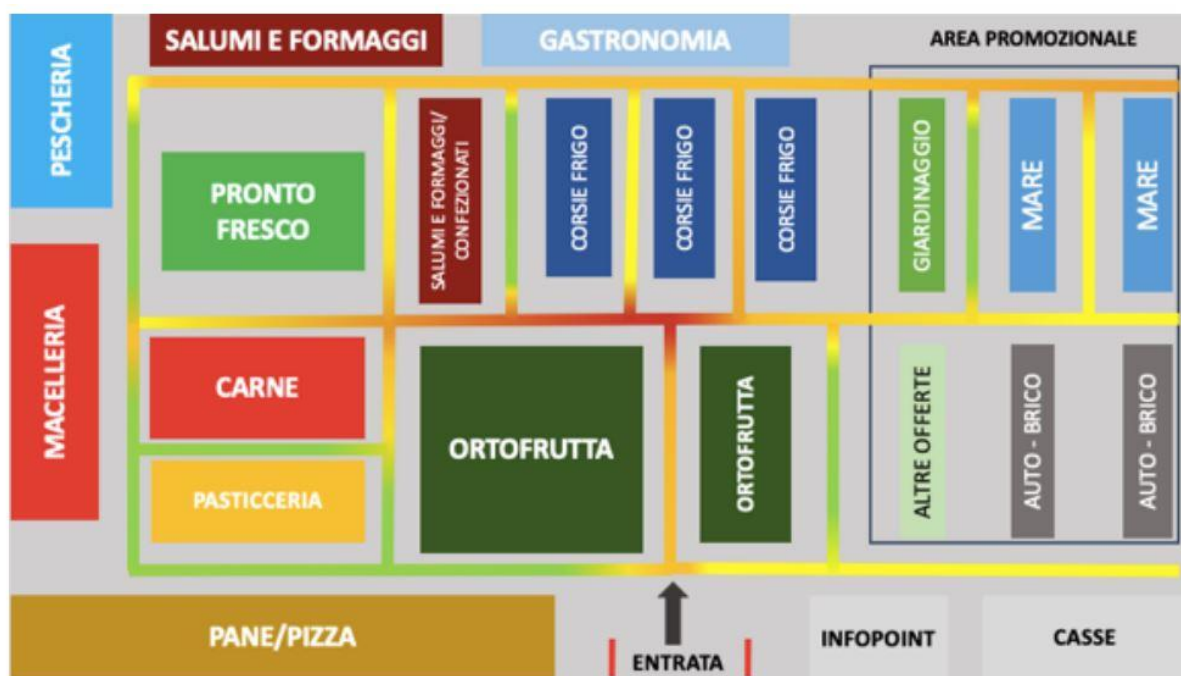 PESCHERIA
SALUMI E FORMAGGI
GASTRONOMIA
AREA PROMOZIONALE
PRONTO
FRESCO
SALUMI E FORMAGGI/
CONFEZIONATI
CORSIE FRIGO
CORSIE FRIGO
CORSIE FRIGO
GIARDINAGGIO
MARE
MARE
MACELLERIA
CARNE
PASTICCERIA
ORTOFRUTTA
ORTOFRUTTA
ALTRE OFFERTE
AUTO - BRICO
AUTO - BRICO
PANE/PIZZA
ENTRATA
INFOPOINT
CASSE